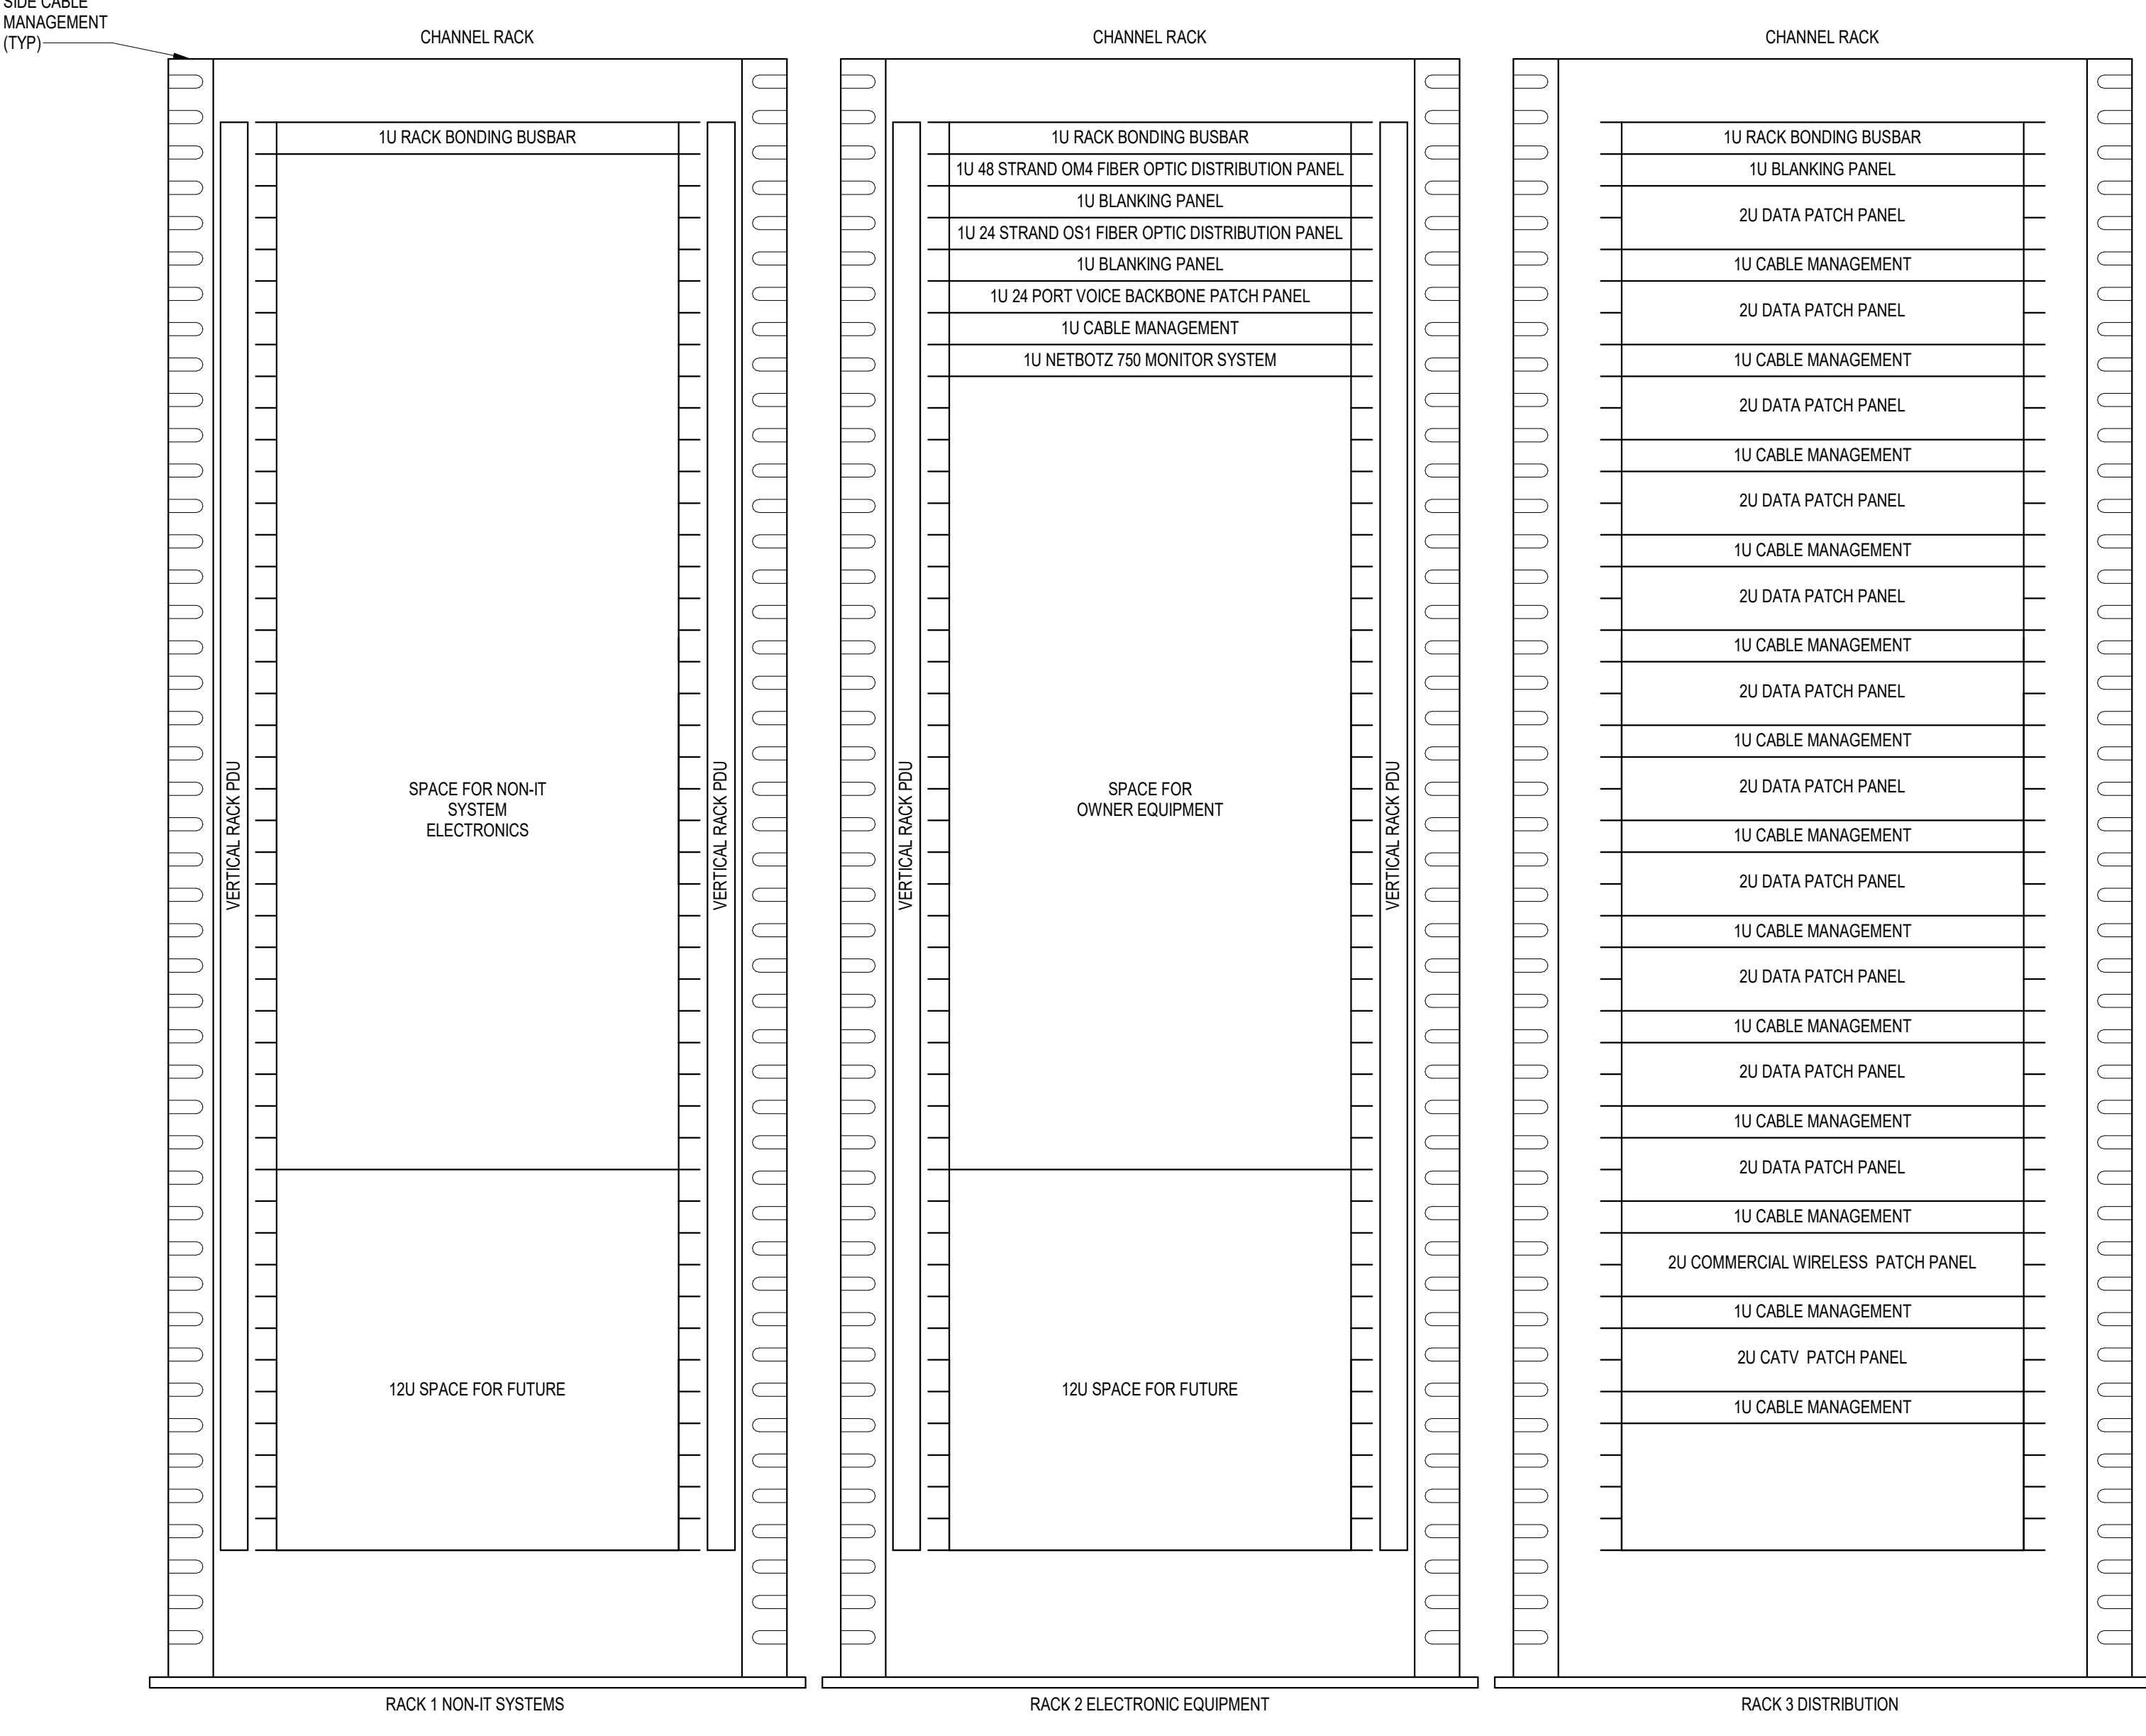 SIDE CABLE
MANAGEMENT
(TYP)
CHANNEL RACK
1U RACK BONDING BUSBAR
VERTICAL RACK PDU
SPACE FOR NON-IT
SYSTEM
ELECTRONICS
VERTICAL RACK PDU
12U SPACE FOR FUTURE
RACK 1 NON-IT SYSTEMS
CHANNEL RACK
1U RACK BONDING BUSBAR
1U 48 STRAND OM4 FIBER OPTIC DISTRIBUTION PANEL
1U BLANKING PANEL
1U 24 STRAND OS1 FIBER OPTIC DISTRIBUTION PANEL
1U BLANKING PANEL
1U 24 PORT VOICE BACKBONE PATCH PANEL
1U CABLE MANAGEMENT
1U NETBOTZ 750 MONITOR SYSTEM
VERTICAL RACK PDU
SPACE FOR
OWNER EQUIPMENT
VERTICAL RACK PDU
12U SPACE FOR FUTURE
RACK 2 ELECTRONIC EQUIPMENT
CHANNEL RACK
1U RACK BONDING BUSBAR
1U BLANKING PANEL
2U DATA PATCH PANEL
1U CABLE MANAGEMENT
2U DATA PATCH PANEL
1U CABLE MANAGEMENT
2U DATA PATCH PANEL
1U CABLE MANAGEMENT
2U DATA PATCH PANEL
1U CABLE MANAGEMENT
2U DATA PATCH PANEL
1U CABLE MANAGEMENT
2U DATA PATCH PANEL
1U CABLE MANAGEMENT
2U DATA PATCH PANEL
1U CABLE MANAGEMENT
2U DATA PATCH PANEL
1U CABLE MANAGEMENT
2U DATA PATCH PANEL
1U CABLE MANAGEMENT
2U DATA PATCH PANEL
1U CABLE MANAGEMENT
2U DATA PATCH PANEL
1U CABLE MANAGEMENT
2U COMMERCIAL WIRELESS PATCH PANEL
1U CABLE MANAGEMENT
2U CATV PATCH PANEL
1U CABLE MANAGEMENT
RACK 3 DISTRIBUTION